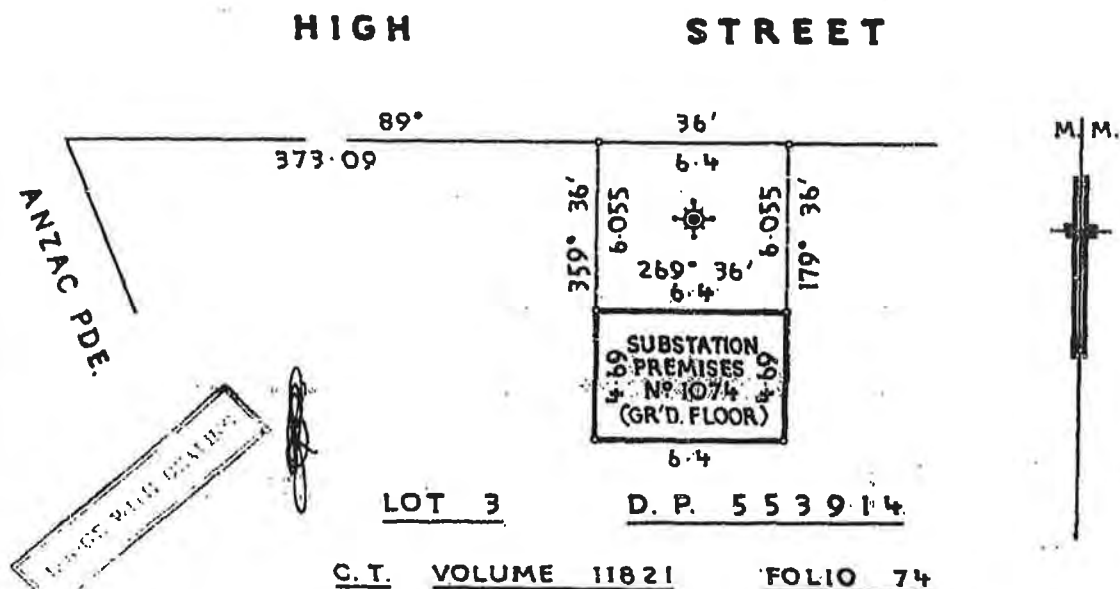 HIGH STREET
89° 36'
M. M.
373·09
6·4
ANZAC PDE.
359° 36'
6·055
6·055
179° 36'
269° 36'
6·4
SUBSTATION
PREMISES
4·69
4·69
Nº 1074
(GR'D. FLOOR)
6·4
LOT 3 D. P. 553914
C. T. VOLUME 11821 FOLIO 74